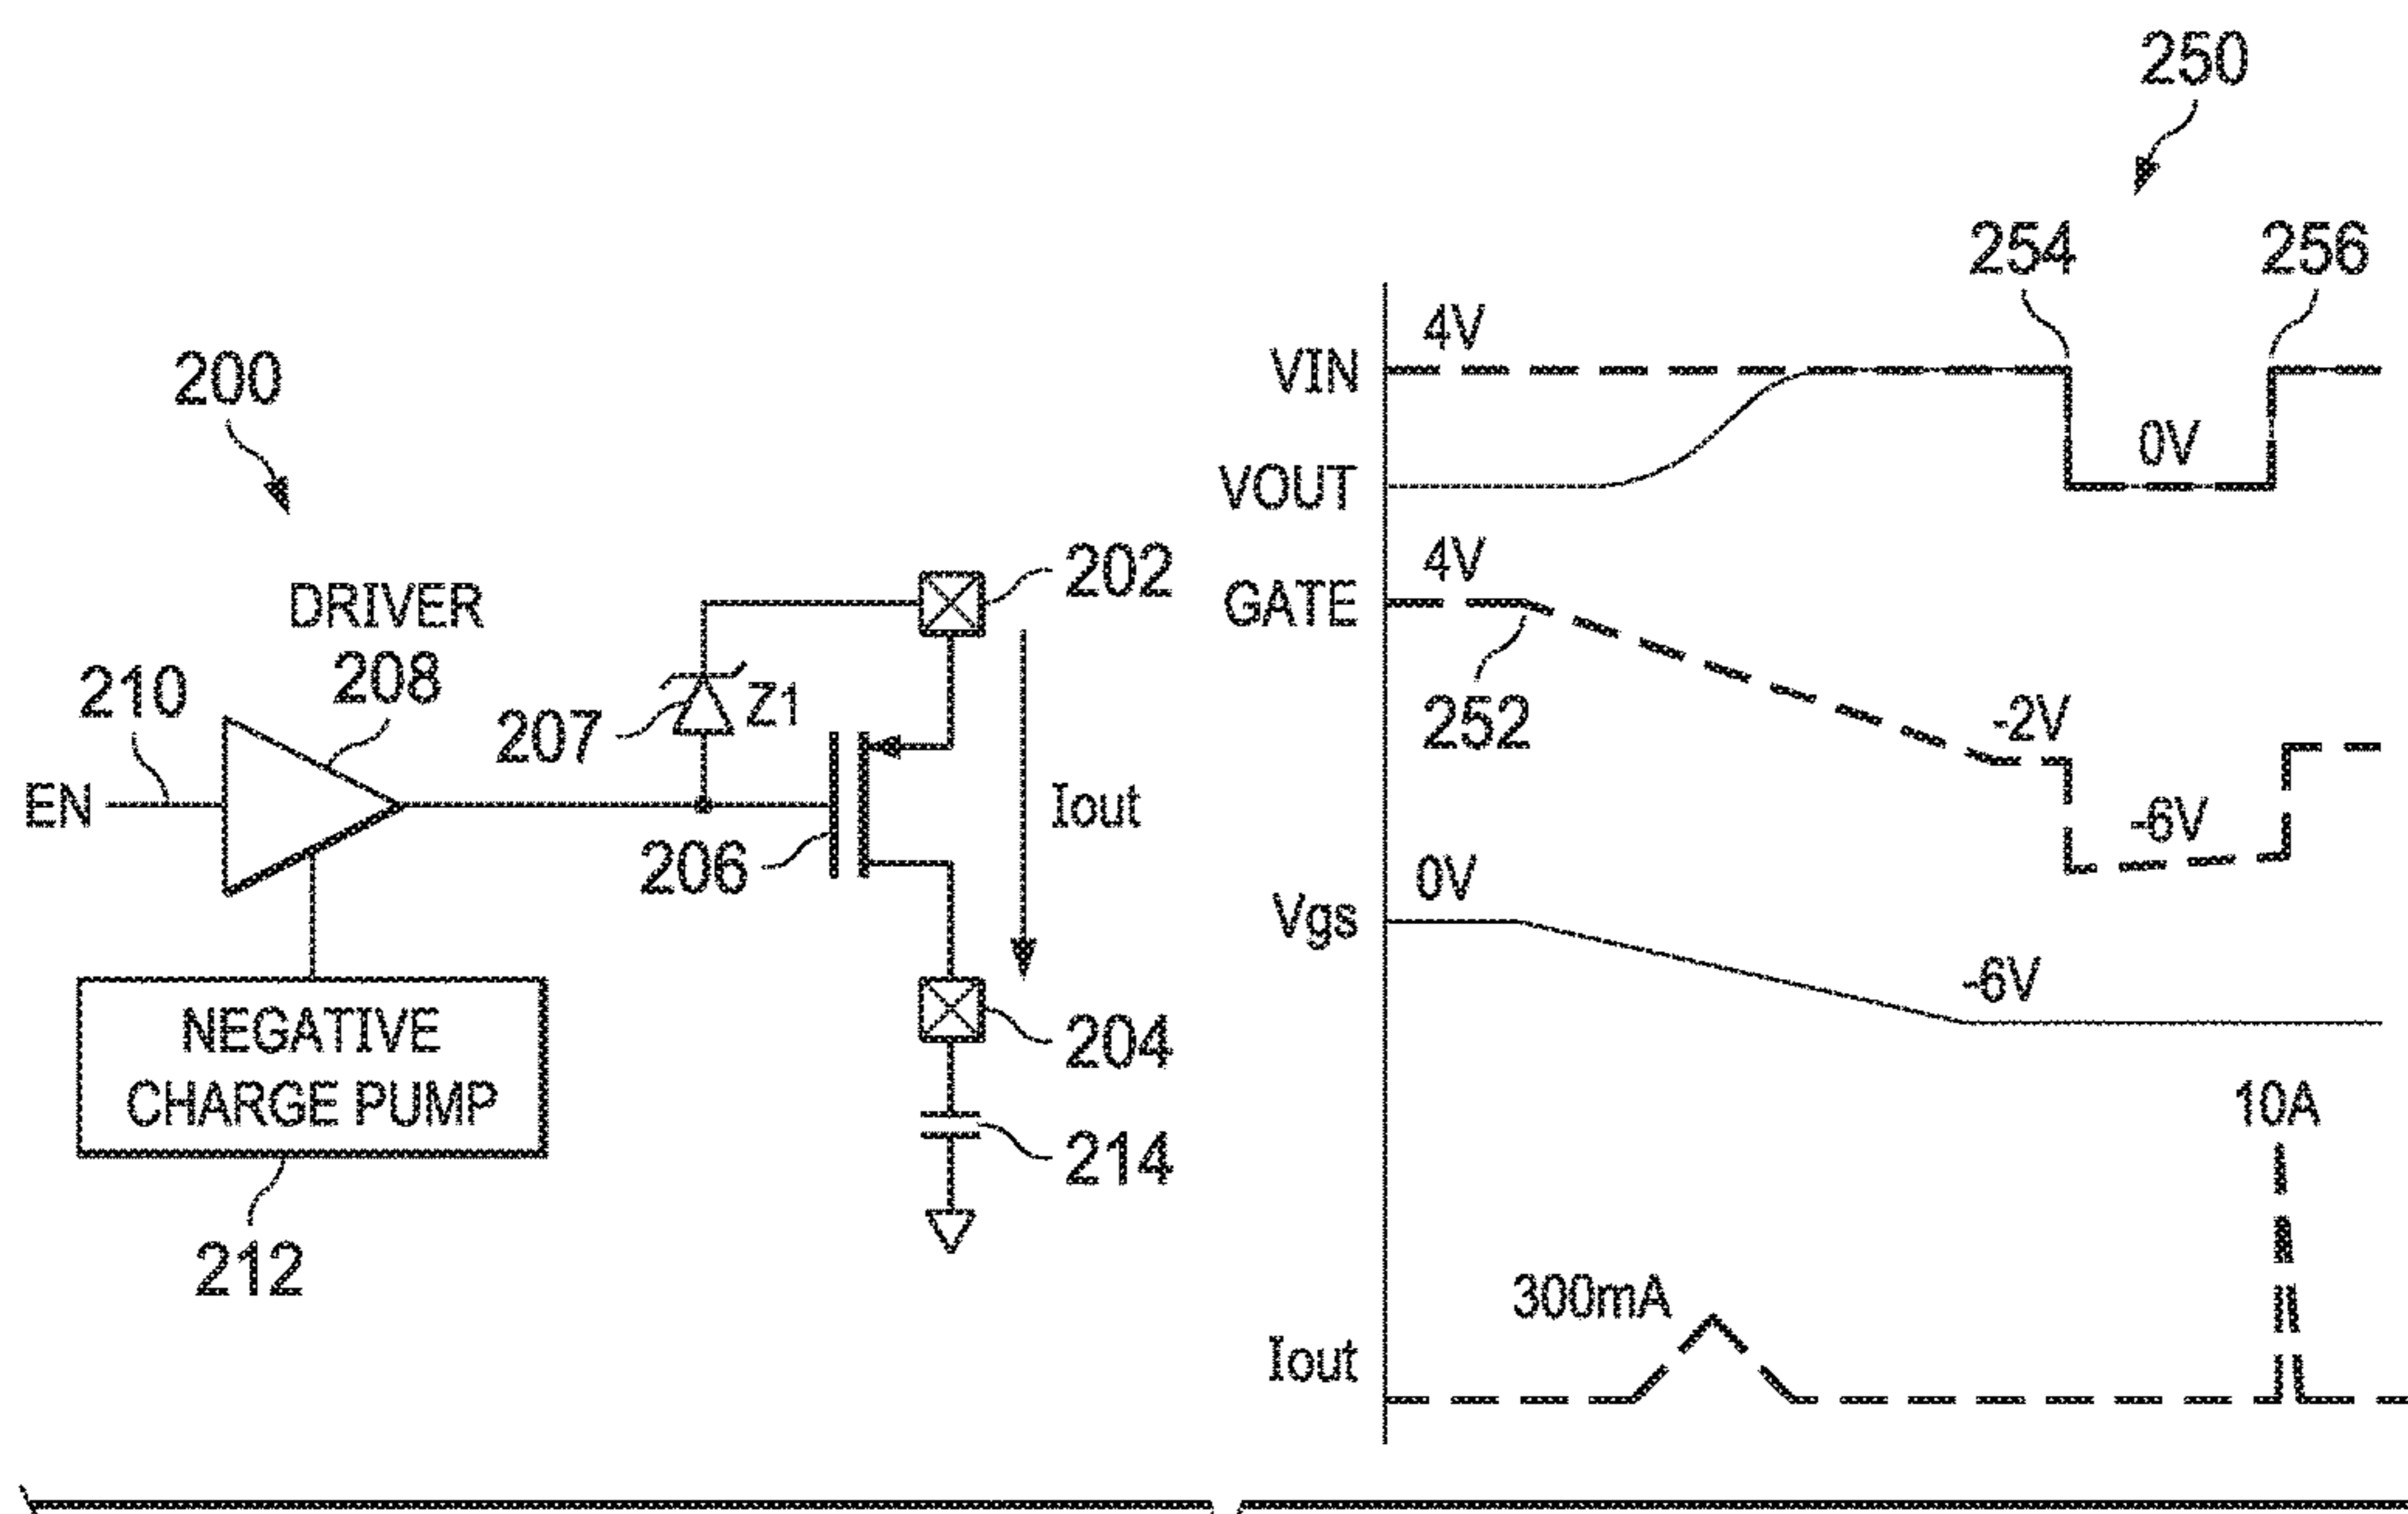 250
254
256
4V
VIN
200
0V
VOUT
4V
202
GATE
DRIVER
208
210
207
Z1
252
-2V
EN
Iout
206
-6V
0V
Vgs
-6V
NEGATIVE
CHARGE PUMP
204
10A
214
212
300mA
Iout